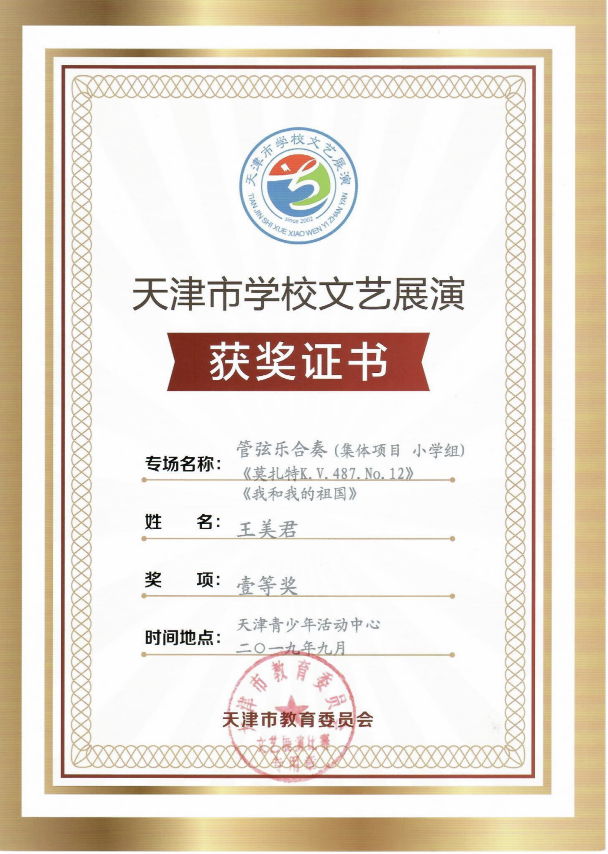 天津市学校文艺展演
since 2002
TIAN JIN SHI XUE XIAO WEN YI ZHAN YAN
天津市学校文艺展演
获奖证书
专场名称：管弦乐合奏(集体项目 小学组)
《莫扎特K.V.487.No.12》
《我和我的祖国》
姓 名：王美君
奖 项：壹等奖
时间地点：天津青少年活动中心
二〇一九年九月
天津市教育委员会
天津市教育委员会
文艺展演比赛
专用章